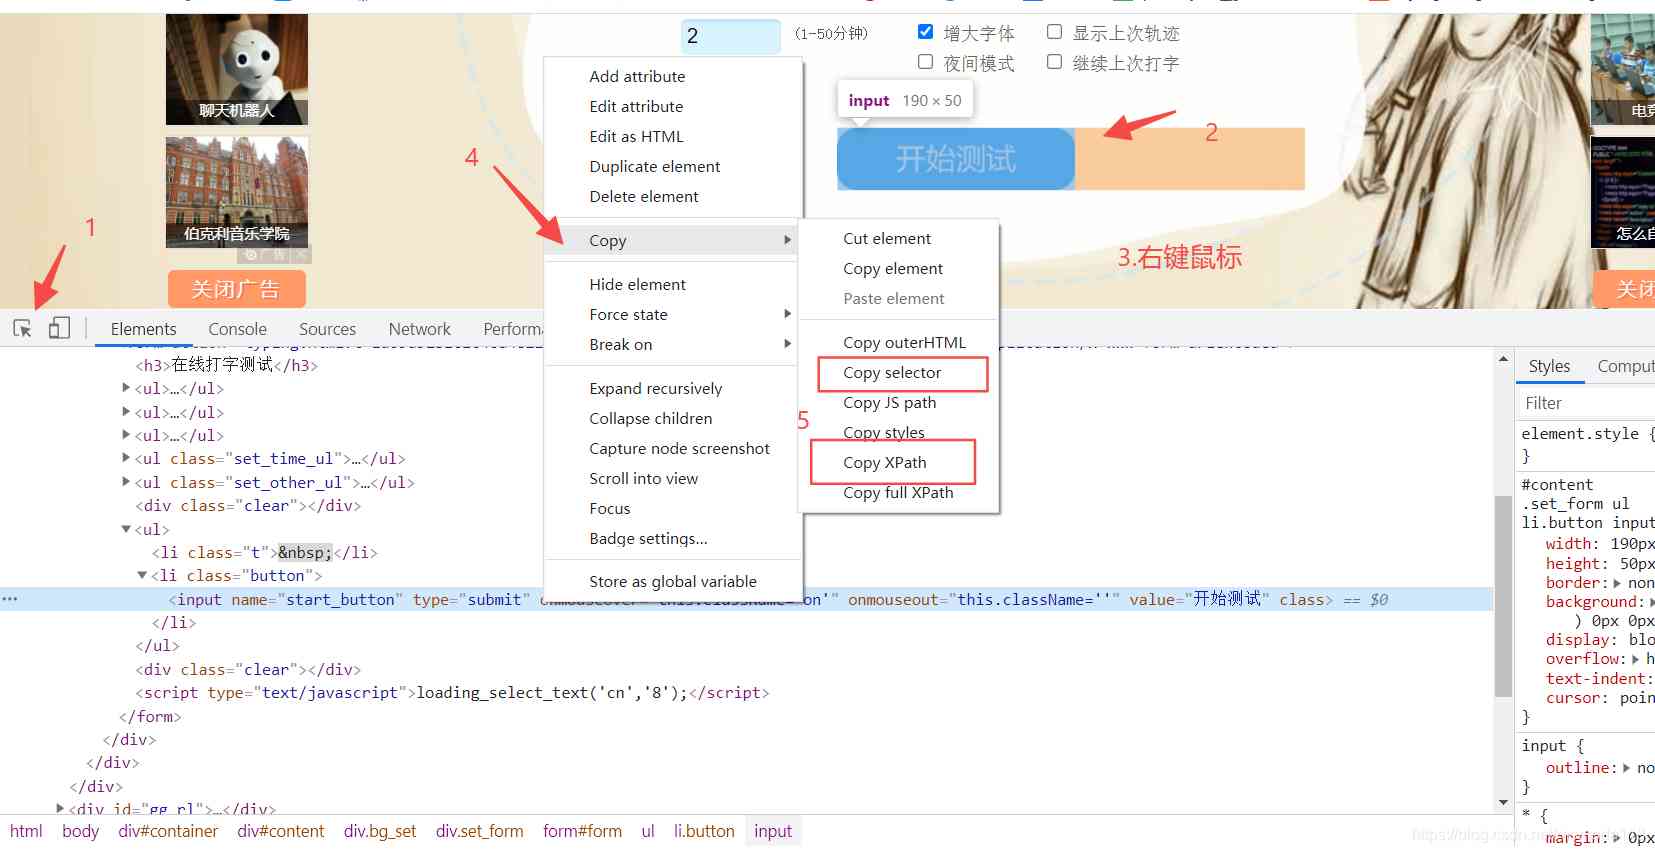 2
(1-50分钟)
增大字体
显示上次轨迹
夜间模式
继续上次打字
聊天机器人
伯克利音乐学院
广告
关闭广告
电竞
怎么自
关闭
input 190 × 50
开始测试
1
2
3.右键鼠标
4
5
Add attribute
Edit attribute
Edit as HTML
Duplicate element
Delete element
Copy
Hide element
Force state
Break on
Expand recursively
Collapse children
Capture node screenshot
Scroll into view
Focus
Badge settings...
Store as global variable
Cut element
Copy element
Paste element
Copy outerHTML
Copy selector
Copy JS path
Copy styles
Copy XPath
Copy full XPath
Elements Console Sources Network Performa
<h3>在线打字测试</h3>
<ul>…</ul>
<ul>…</ul>
<ul>…</ul>
<ul class="set_time_ul">…</ul>
<ul class="set_other_ul">…</ul>
<div class="clear"></div>
<ul>
<li class="t">&nbsp;</li>
<li class="button">
<input name="start_button" type="submit" onmouseover="this.className='on'" onmouseout="this.className=''" value="开始测试" class> == $0
</li>
</ul>
<div class="clear"></div>
<script type="text/javascript">loading_select_text('cn','8');</script>
</form>
</div>
</div>
</div>
<div id="gg_rl">…</div>
html body div#container div#content div.bg_set div.set_form form#form ul li.button input
Styles Comput
Filter
element.style {
}
#content
.set_form ul
li.button input
width: 190px
height: 50px
border: non
background:
) 0px 0px
display: blo
overflow: h
text-indent:
cursor: poin
}
input {
outline: no
}
* {
margin: 0px